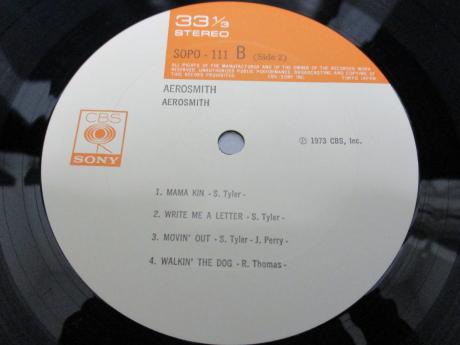 33 1/3
STEREO
SOPO-111 B (Side 2)
ALL RIGHTS OF THE MANUFACTURER AND OF THE OWNER OF THE RECORDED WORK
RESERVED. UNAUTHORIZED PUBLIC PERFORMANCE, BROADCASTING AND COPYING OF
THIS RECORD PROHIBITED. CBS/SONY INC. TOKYO JAPAN.
AEROSMITH
AEROSMITH
CBS
SONY
℗ 1973 CBS, Inc.
1. MAMA KIN - S. Tyler -
2. WRITE ME A LETTER - S. Tyler -
3. MOVIN' OUT - S. Tyler - J. Perry -
4. WALKIN' THE DOG - R. Thomas -